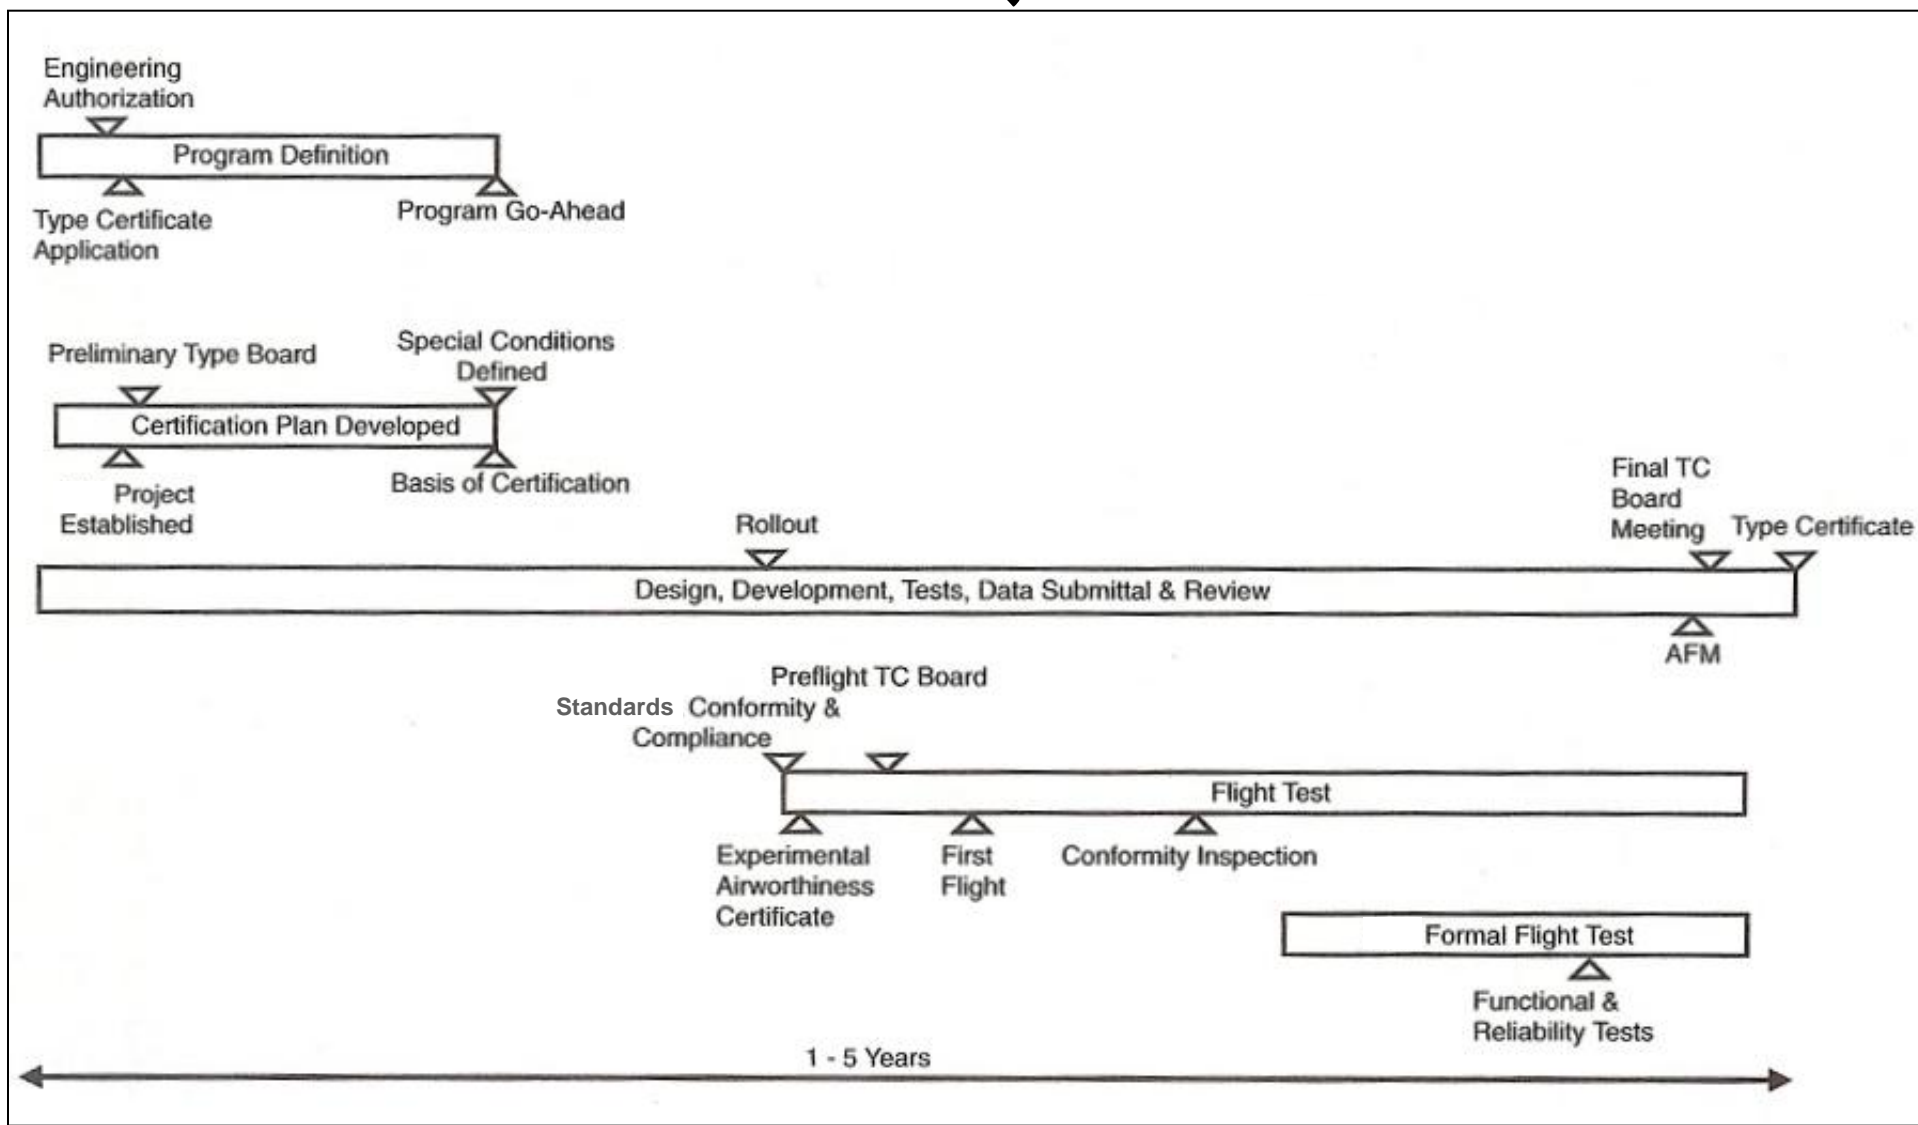 Engineering
Authorization
Program Definition
Type Certificate
Application
Program Go-Ahead
Preliminary Type Board
Special Conditions
Defined
Certification Plan Developed
Project
Established
Basis of Certification
Rollout
Final TC
Board
Meeting
Type Certificate
Design, Development, Tests, Data Submittal & Review
AFM
Preflight TC Board
Standards Conformity &
Compliance
Flight Test
Experimental
Airworthiness
Certificate
First
Flight
Conformity Inspection
Formal Flight Test
Functional &
Reliability Tests
1 - 5 Years